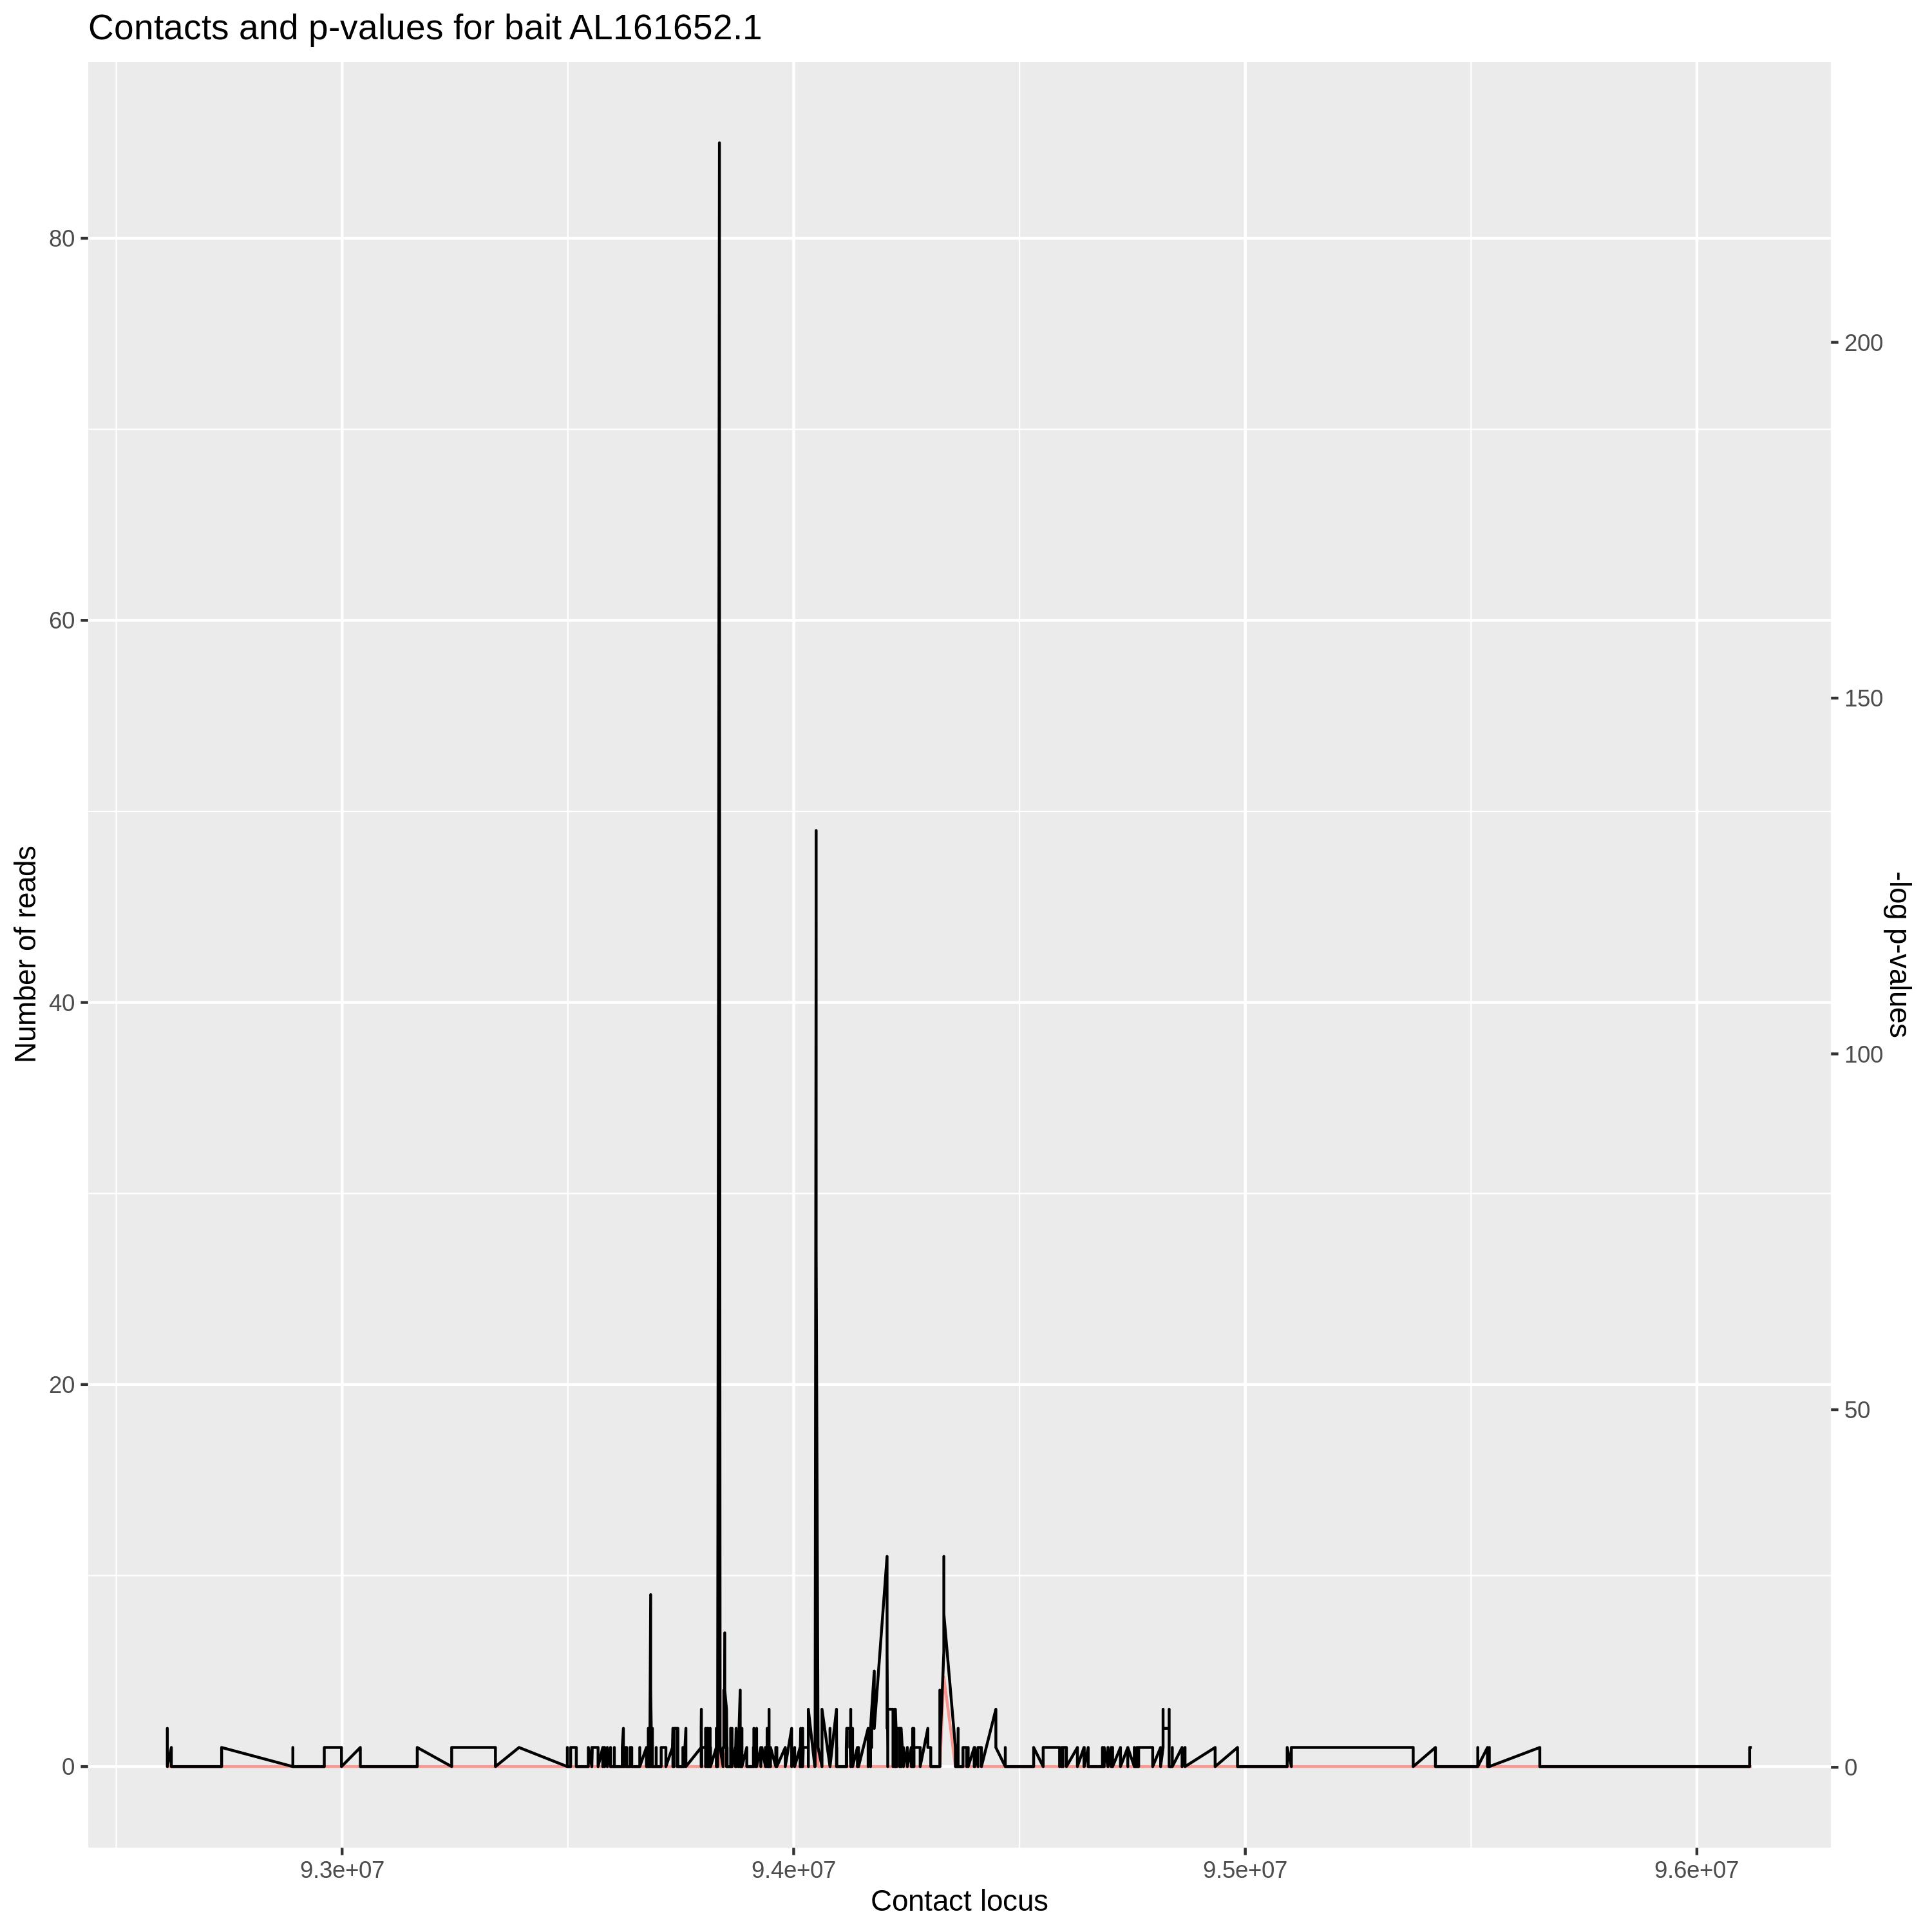 Contacts and p-values for bait AL161652.1
80
60
40
20
0
Number of reads
200
150
100
50
0
-log p-values
9.3e+07
9.4e+07
9.5e+07
9.6e+07
Contact locus